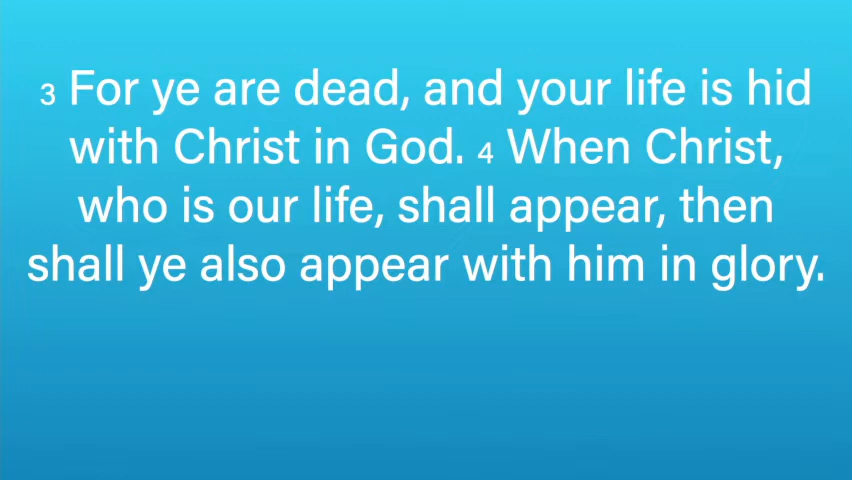 3 For ye are dead, and your life is hid
with Christ in God. 4 When Christ,
who is our life, shall appear, then
shall ye also appear with him in glory.